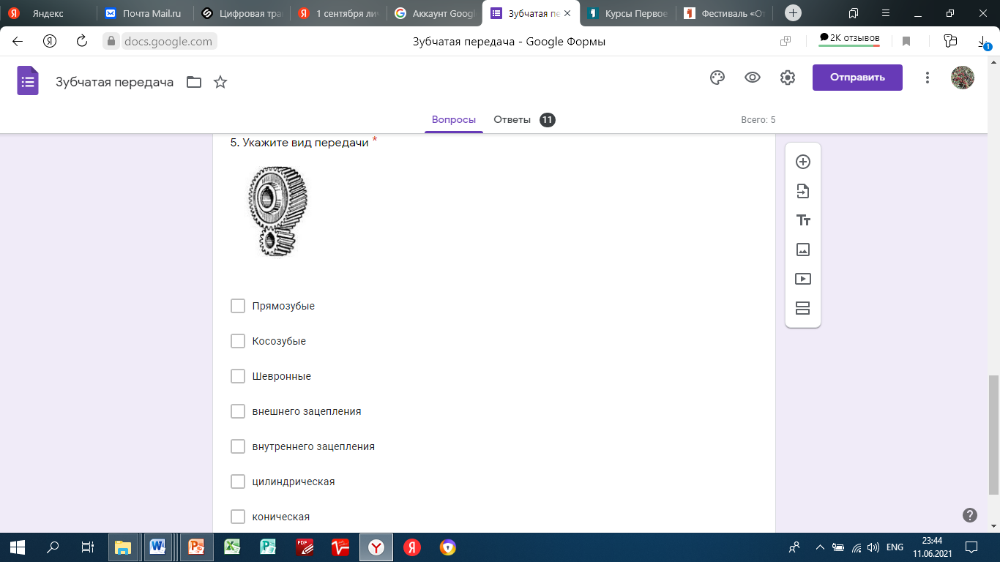 Яндекс
Почта Mail.ru
Цифровая тра
1 сентября ли
Аккаунт Googl
Зубчатая пе
Курсы Первое
Фестиваль «От
docs.google.com
Зубчатая передача - Google Формы
2К отзывов
1
Зубчатая передача
Отправить
Вопросы
Ответы
11
Всего: 5
5. Укажите вид передачи *
Прямозубые
Косозубые
Шевронные
внешнего зацепления
внутреннего зацепления
цилиндрическая
коническая
ENG
23:44
11.06.2021